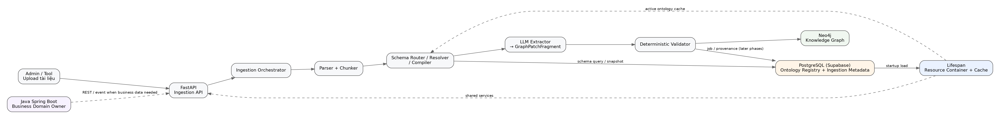 active ontology cache
Admin / Tool
Upload tài liệu
Java Spring Boot
Business Domain Owner
REST / event when business data needed
FastAPI
Ingestion API
Ingestion Orchestrator
Parser + Chunker
Schema Router / Resolver
/ Compiler
LLM Extractor
→ GraphPatchFragment
schema query / snapshot
shared services
Deterministic Validator
job / provenance (later phases)
Neo4j
Knowledge Graph
PostgreSQL (Supabase)
Ontology Registry + Ingestion Metadata
startup load
Lifespan
Resource Container + Cache